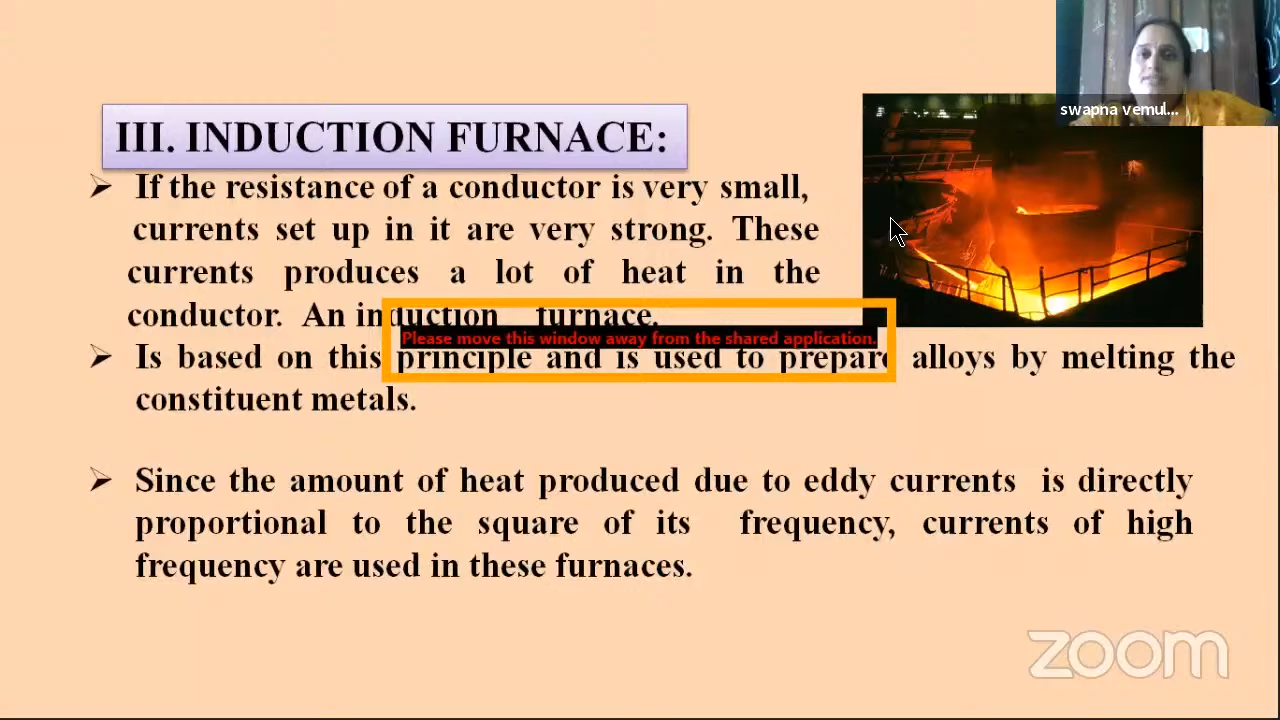 swapna vemul...
III. INDUCTION FURNACE:
➢ If the resistance of a conductor is very small,
currents set up in it are very strong. These
currents produces a lot of heat in the
conductor. An induction furnace.
Please move this window away from the shared application.
➢ Is based on this principle and is used to prepare alloys by melting the
constituent metals.
➢ Since the amount of heat produced due to eddy currents is directly
proportional to the square of its frequency, currents of high
frequency are used in these furnaces.
zoom